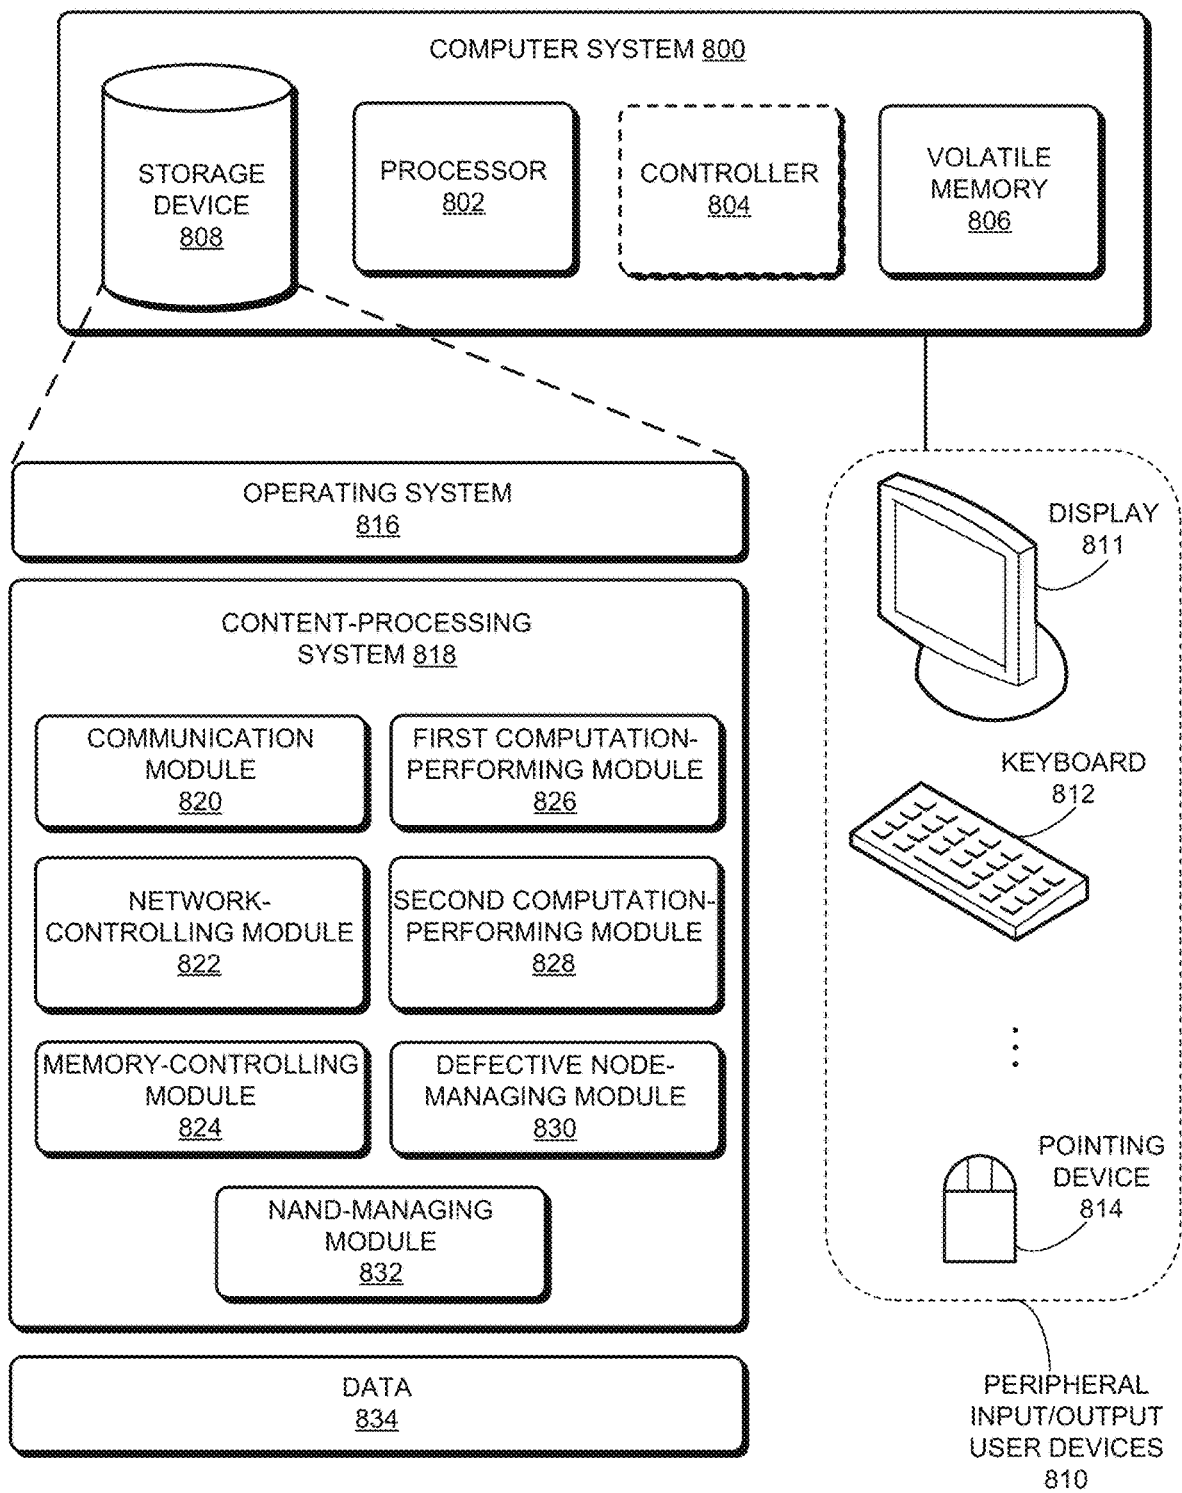 COMPUTER SYSTEM 800
STORAGE
DEVICE
808
PROCESSOR
802
CONTROLLER
804
VOLATILE
MEMORY
806
OPERATING SYSTEM
816
CONTENT-PROCESSING
SYSTEM 818
COMMUNICATION
MODULE
820
FIRST COMPUTATION-
PERFORMING MODULE
826
NETWORK-
CONTROLLING MODULE
822
SECOND COMPUTATION-
PERFORMING MODULE
828
MEMORY-CONTROLLING
MODULE
824
DEFECTIVE NODE-
MANAGING MODULE
830
NAND-MANAGING
MODULE
832
DATA
834
DISPLAY
811
KEYBOARD
812
POINTING
DEVICE
814
PERIPHERAL
INPUT/OUTPUT
USER DEVICES
810